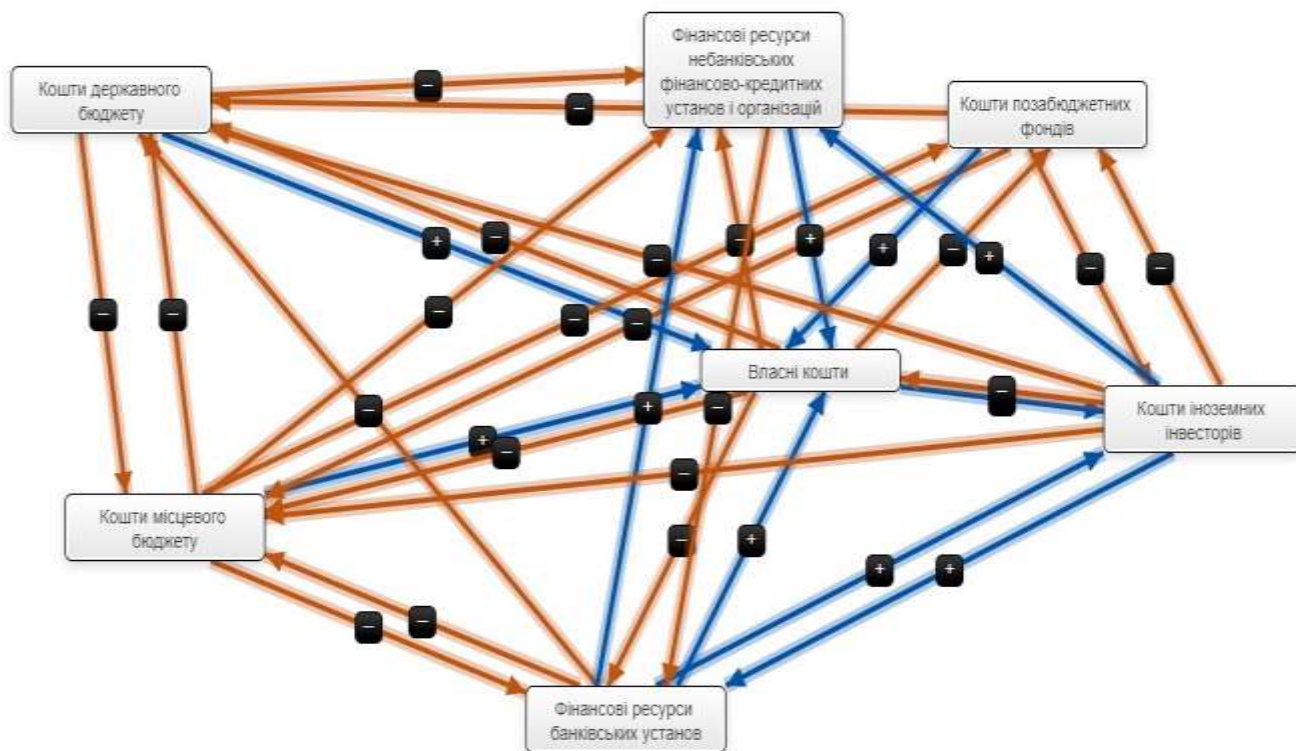 Фінансові ресурси
небанківських
фінансово-кредитних
установ і організацій
Кошти державного
бюджету
Кошти позабюджетних
фондів
Власні кошти
Кошти іноземних
інвесторів
Кошти місцевого
бюджету
Фінансові ресурси
банківських установ